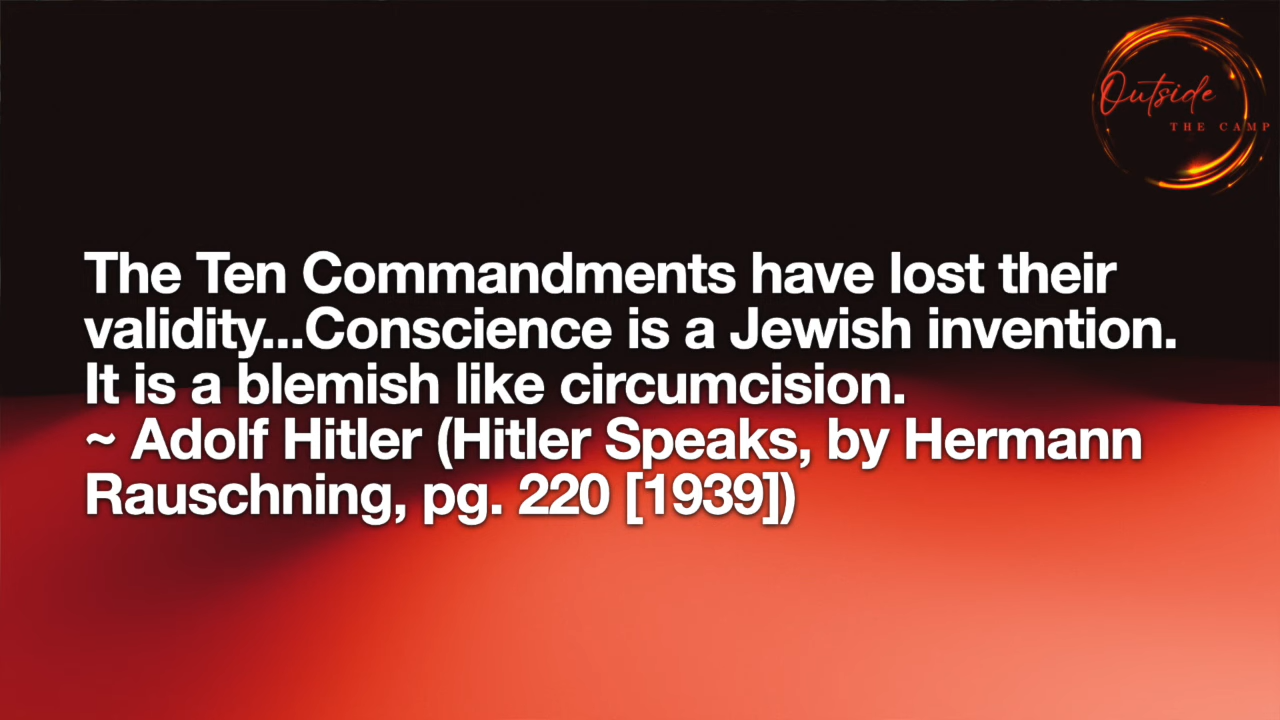 Outside
THE CAMP
The Ten Commandments have lost their
validity...Conscience is a Jewish invention.
It is a blemish like circumcision.
~ Adolf Hitler (Hitler Speaks, by Hermann
Rauschning, pg. 220 [1939])